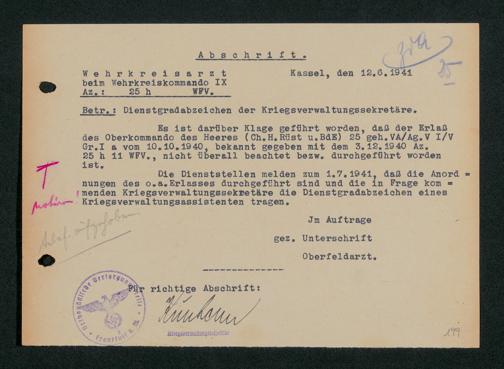 zdA
25
A b s c h r i f t .
W e h r k r e i s a r z t
beim Wehrkreiskommando IX
Az.: 25 h WFV.
Kassel, den 12.6.1941
Betr.: Dienstgradabzeichen der Kriegsverwaltungssekretäre.
Es ist darüber Klage geführt worden, daß der Erlaß
des Oberkommando des Heeres (Ch.H.Rüst u.BdE) 25 geh.VA/Ag.V I/V
Gr.I a vom 10.10.1940, bekannt gegeben mit dem 3.12.1940 Az.
25 h 11 WFV., nicht überall beachtet bezw. durchgeführt worden
ist.
Die Dienststellen melden zum 1.7.1941, daß die Anord =
nungen des o.a.Erlasses durchgeführt sind und die in Frage kom =
menden Kriegsverwaltungssekretäre die Dienstgradabzeichen eines
Kriegsverwaltungsassistenten tragen.
Jm Auftrage
gez. Unterschrift
Oberfeldarzt.
Für richtige Abschrift:
199